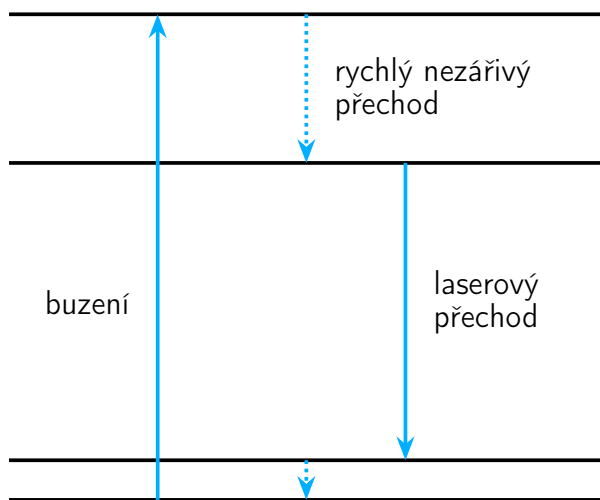 rychlý nezářivý
přechod
buzení
laserový
přechod